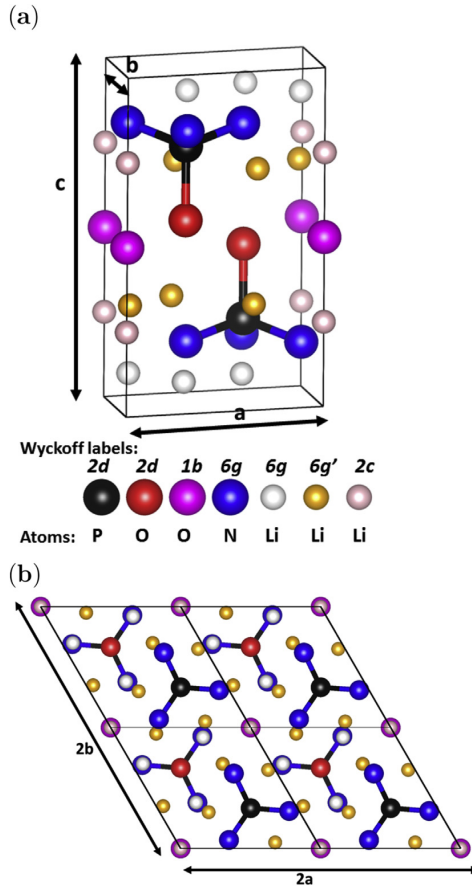 (a)
b
c
a
Wyckoff labels:
2d 2d 1b 6g 6g 6g' 2c
Atoms: P O O N Li Li Li
(b)
2b
2a